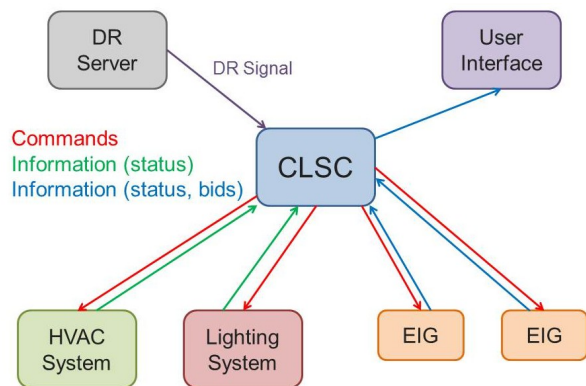 DR
Server
User
Interface
DR Signal
Commands
Information (status)
Information (status, bids)
CLSC
HVAC
System
Lighting
System
EIG
EIG